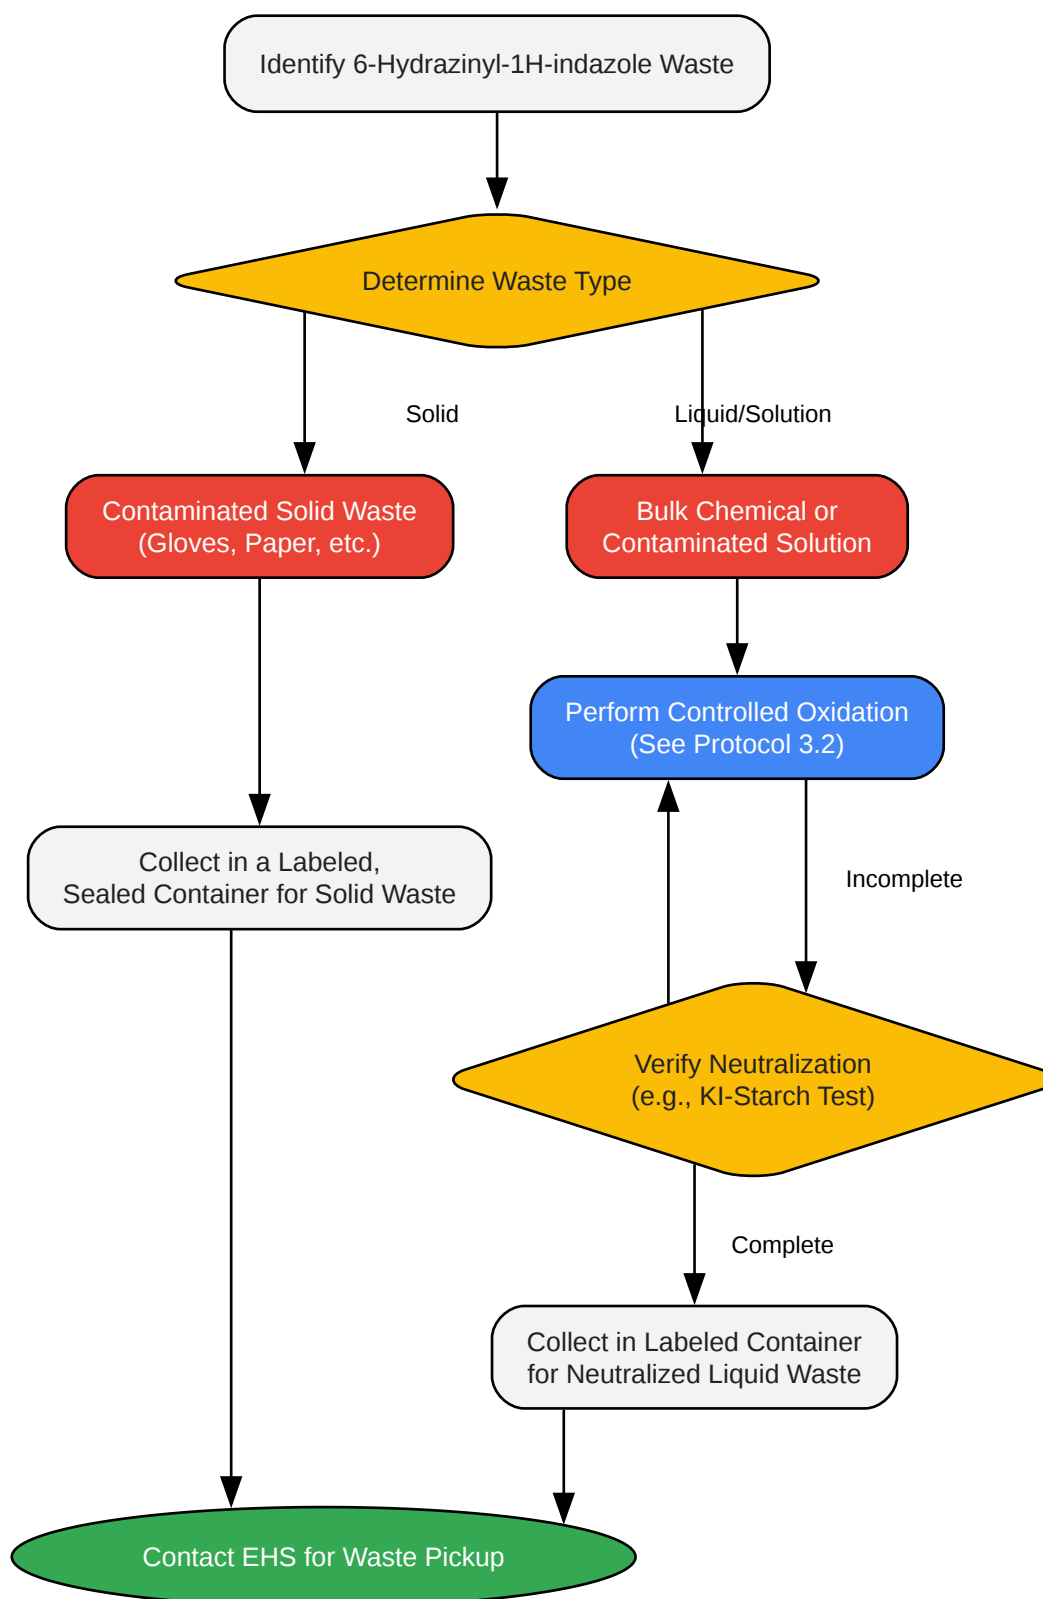 Identify 6-Hydrazinyl-1H-indazole Waste
Determine Waste Type
Solid
Liquid/Solution
Contaminated Solid Waste
(Gloves, Paper, etc.)
Bulk Chemical or
Contaminated Solution
Perform Controlled Oxidation
(See Protocol 3.2)
Collect in a Labeled,
Sealed Container for Solid Waste
Incomplete
Verify Neutralization
(e.g., KI-Starch Test)
Complete
Collect in Labeled Container
for Neutralized Liquid Waste
Contact EHS for Waste Pickup